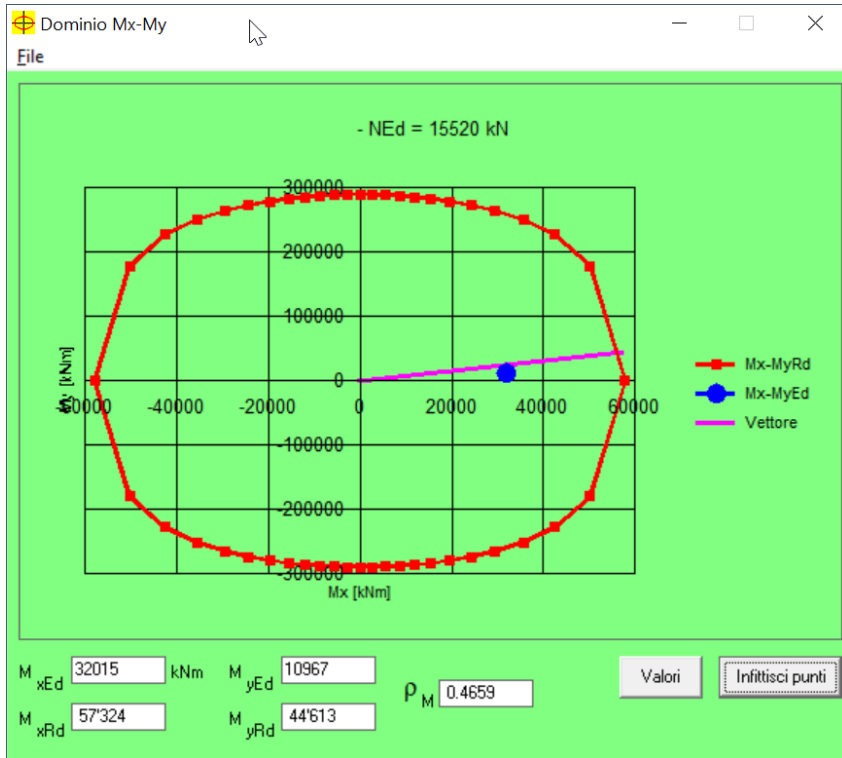 Dominio Mx-My
File
- NEd = 15520 kN
300000
200000
100000
0
-100000
-200000
-300000
-40000 -20000 0 20000 40000 60000
Mx [kNm]
Mx-MyRd
Mx-MyEd
Vettore
M xEd 32015 kNm M yEd 10967
ρ M 0.4659
M xRd 57'324 M yRd 44'613
Valori Infittisci punti